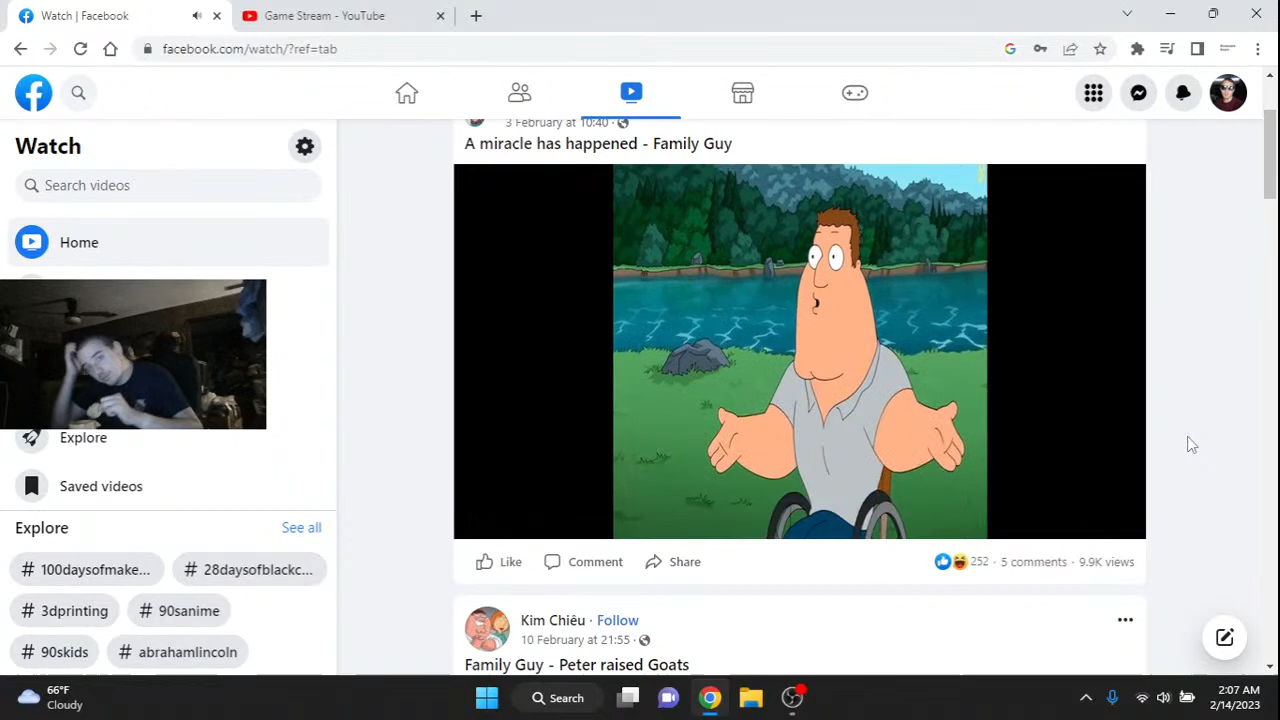 Watch | Facebook
Game Stream - YouTube
facebook.com/watch/?ref=tab
Watch
Search videos
Home
Explore
Saved videos
Explore
See all
# 100daysofmake...
# 28daysofblackc...
# 3dprinting
# 90sanime
# 90skids
# abrahamlincoln
3 February at 10:40 ·
A miracle has happened - Family Guy
Like
Comment
Share
252 · 5 comments · 9.9K views
Kim Chiêu · Follow
10 February at 21:55 ·
Family Guy - Peter raised Goats
66°F
Cloudy
Search
2:07 AM
2/14/2023